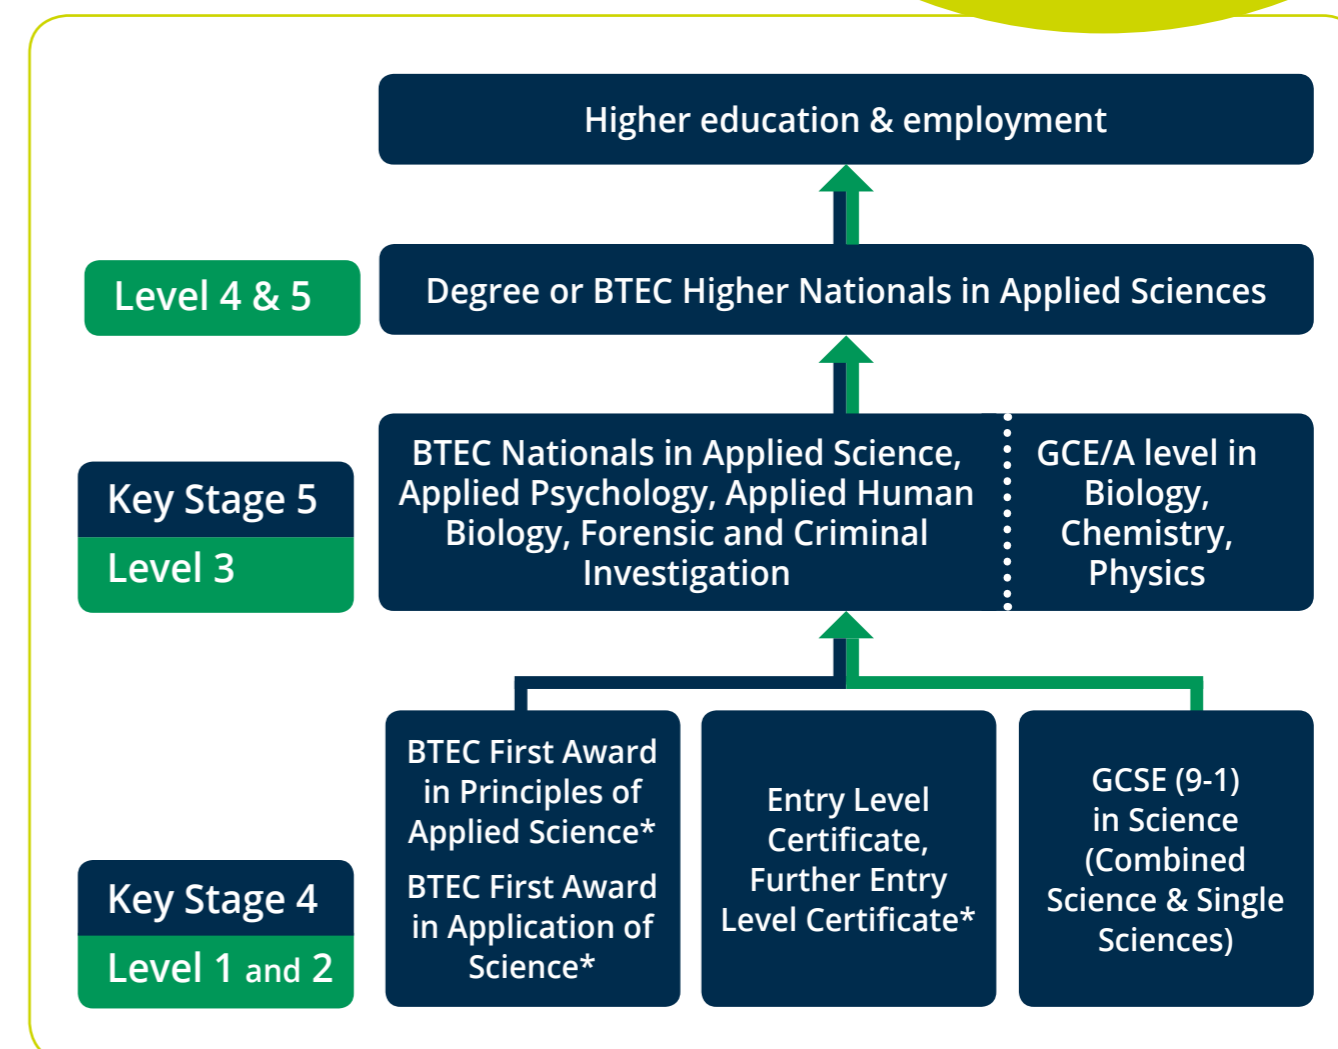 Higher education & employment
Level 4 & 5
Degree or BTEC Higher Nationals in Applied Sciences
Key Stage 5
Level 3
BTEC Nationals in Applied Science,
Applied Psychology, Applied Human
Biology, Forensic and Criminal
Investigation
GCE/A level in
Biology,
Chemistry,
Physics
Key Stage 4
Level 1 and 2
BTEC First Award
in Principles of
Applied Science*
BTEC First Award
in Application of
Science*
Entry Level
Certificate,
Further Entry
Level Certificate*
GCSE (9-1)
in Science
(Combined
Science & Single
Sciences)